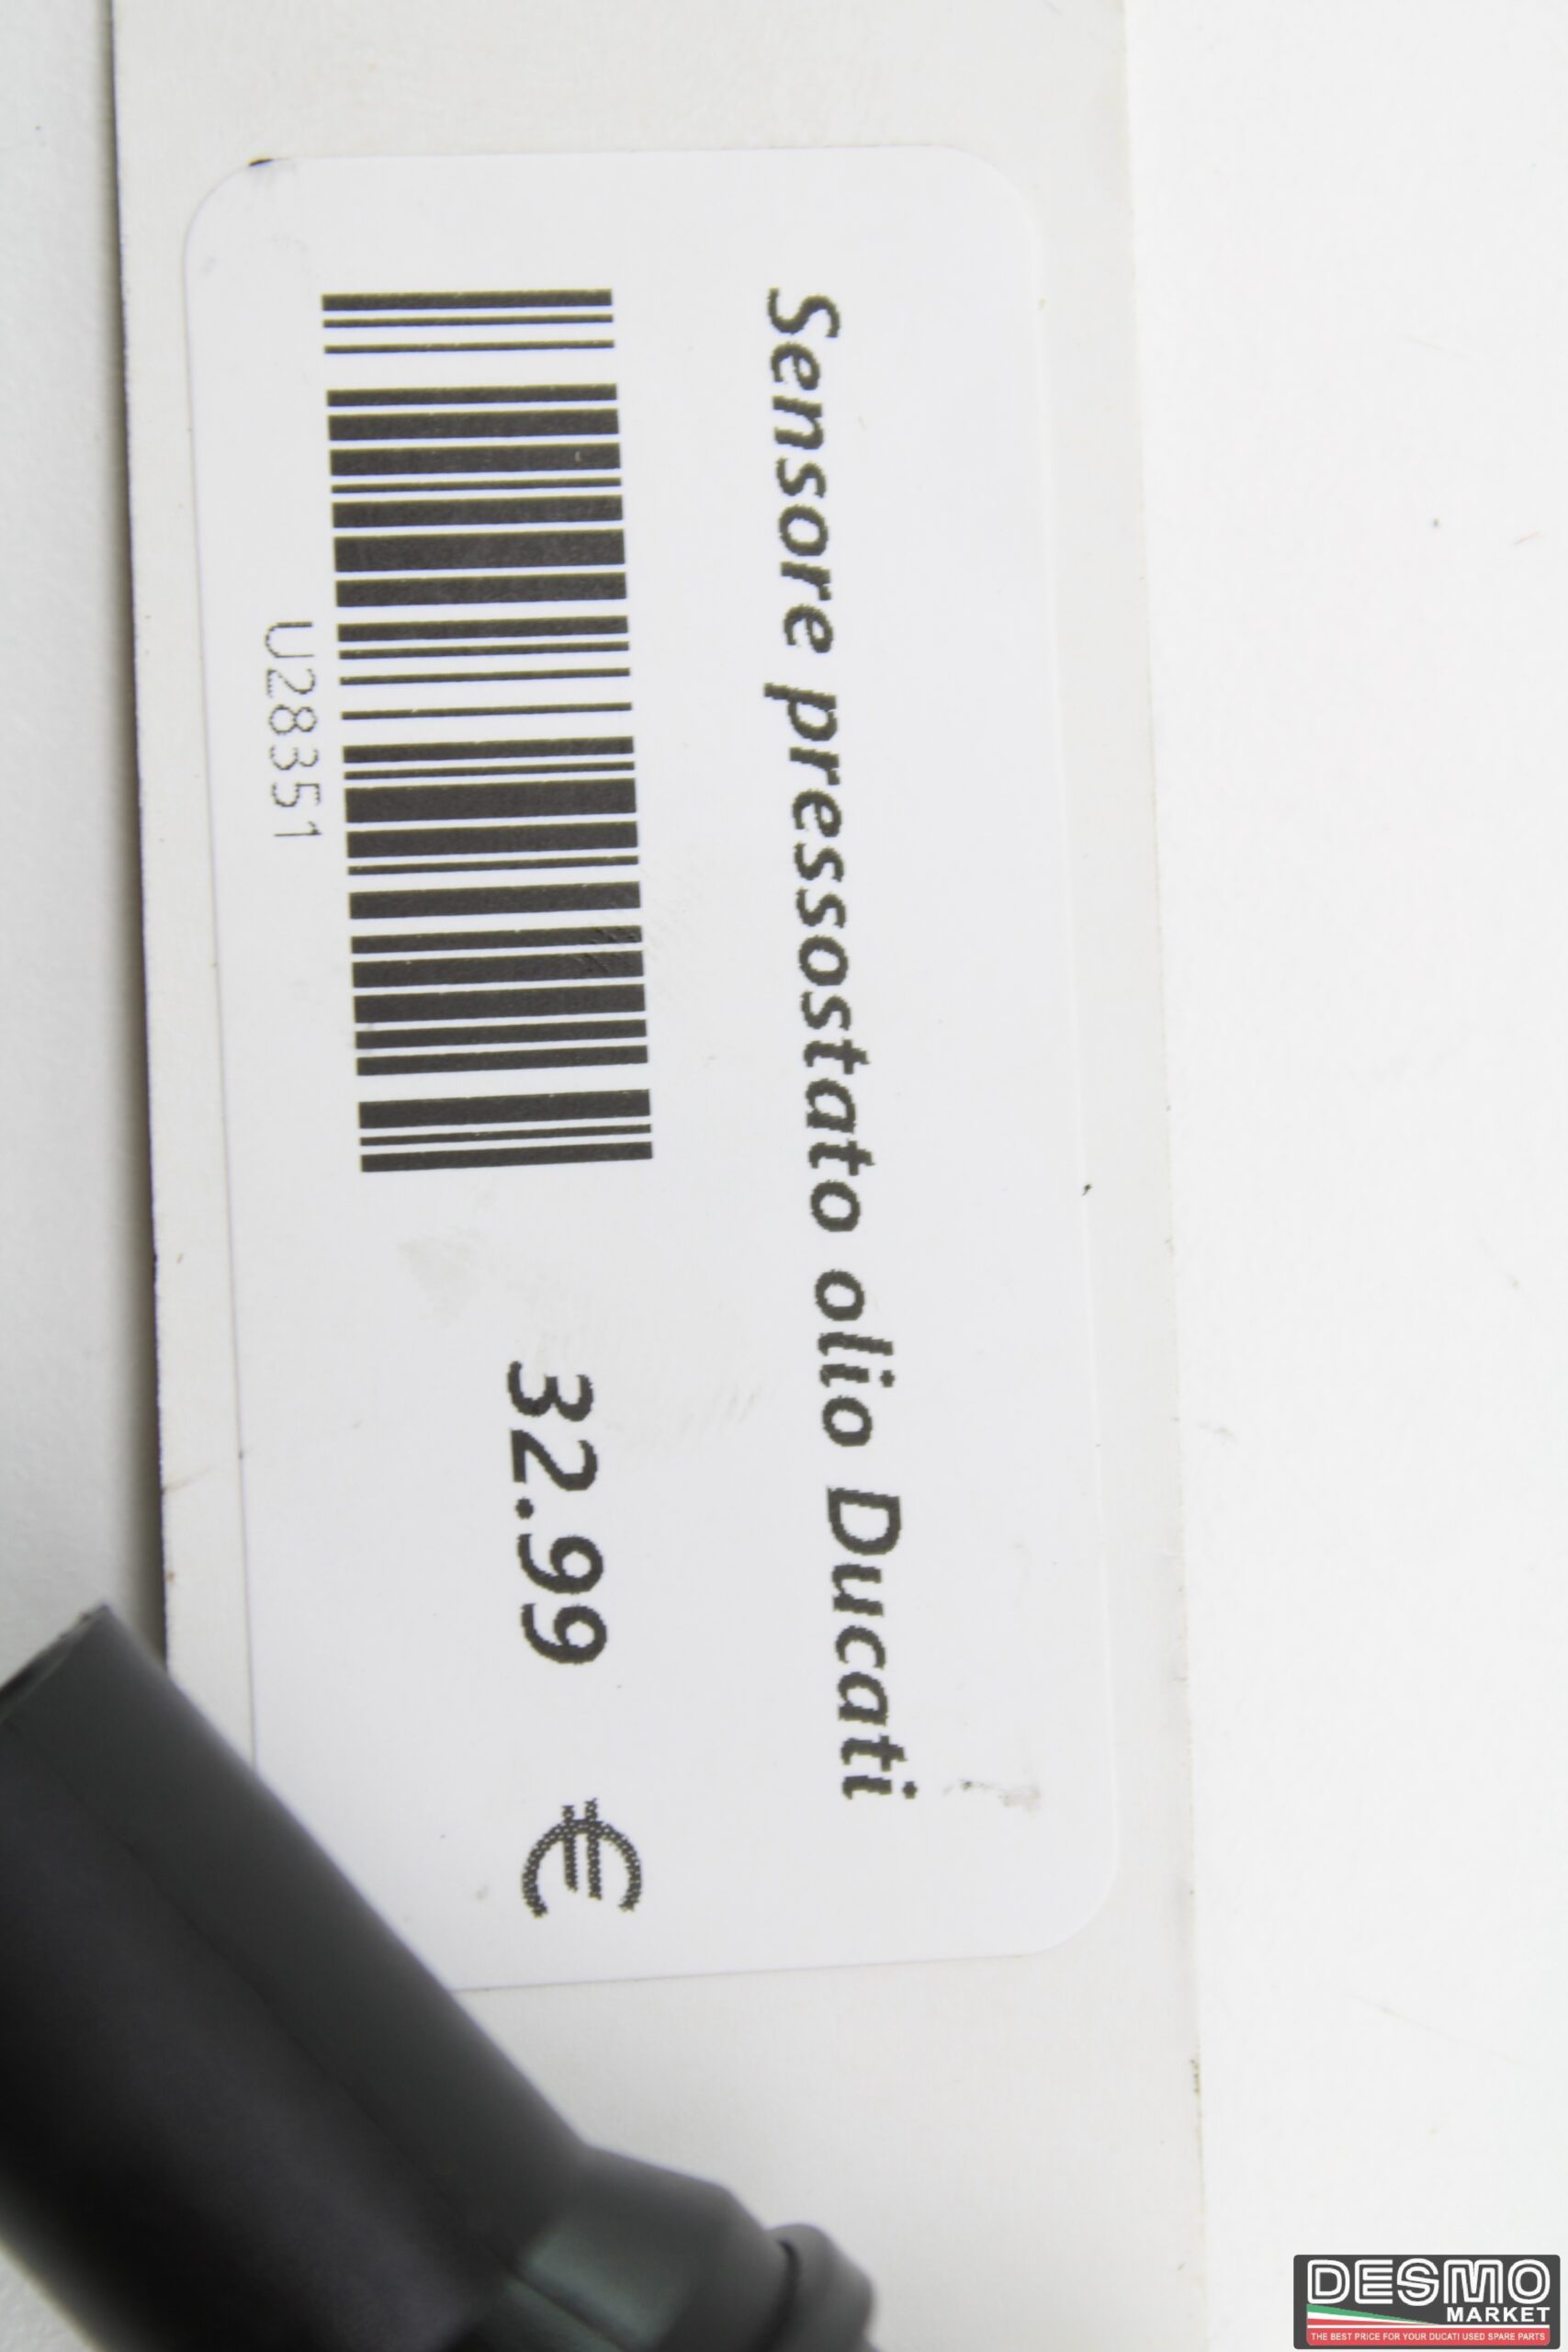 Sensore pressostato olio Ducati
U28351
32.99 €
DESMO
MARKET
THE BEST PRICE FOR YOUR DUCATI USED SPARE PARTS